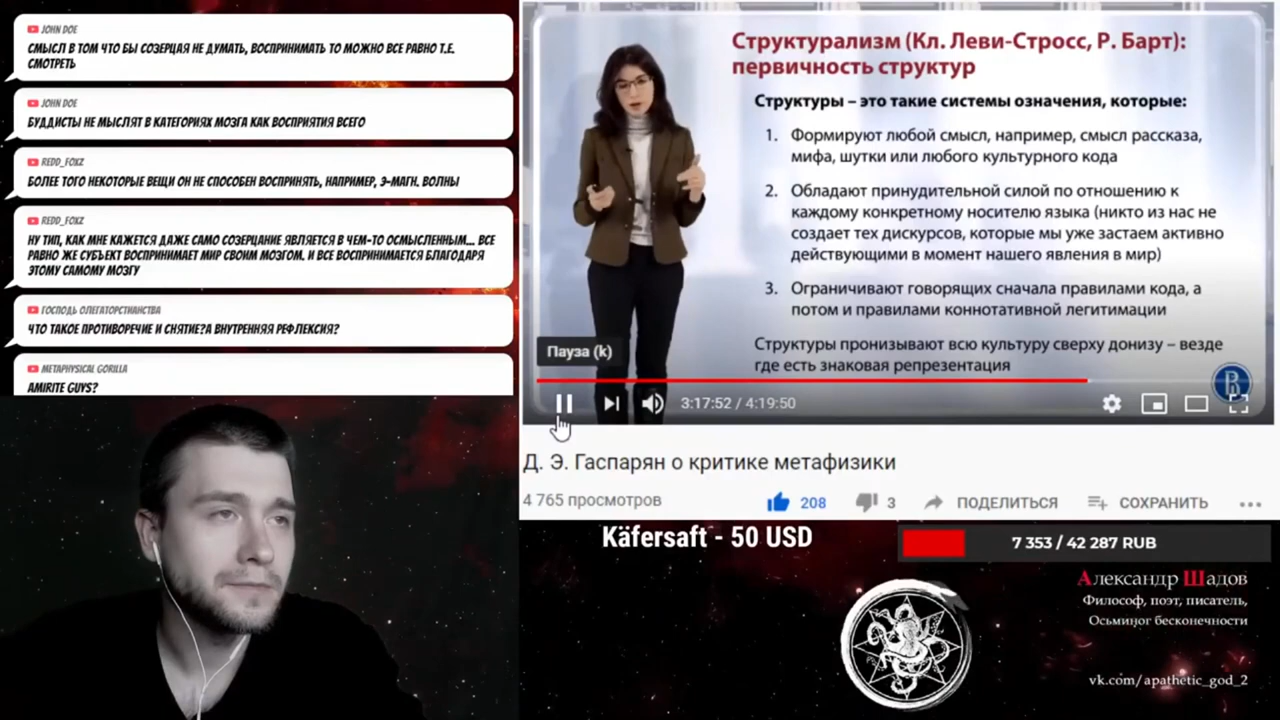 JOHN DOE
СМЫСЛ В ТОМ ЧТО БЫ СОЗЕРЦАЯ НЕ ДУМАТЬ, ВОСПРИНИМАТЬ ТО МОЖНО ВСЕ РАВНО Т.Е.
СМОТРЕТЬ
JOHN DOE
БУДДИСТЫ НЕ МЫСЛЯТ В КАТЕГОРИЯХ МОЗГА КАК ВОСПРИЯТИЯ ВСЕГО
REDD_FOXZ
БОЛЕЕ ТОГО НЕКОТОРЫЕ ВЕЩИ ОН НЕ СПОСОБЕН ВОСПРИНЯТЬ, НАПРИМЕР, Э-МАГН. ВОЛНЫ
REDD_FOXZ
НУ ТИП, КАК МНЕ КАЖЕТСЯ ДАЖЕ САМО СОЗЕРЦАНИЕ ЯВЛЯЕТСЯ В ЧЕМ-ТО ОСМЫСЛЕННЫМ... ВСЕ
РАВНО ЖЕ СУБЪЕКТ ВОСПРИНИМАЕТ МИР СВОИМ МОЗГОМ. И ВСЕ ВОСПРИНИМАЕТСЯ БЛАГОДАРЯ
ЭТОМУ САМОМУ МОЗГУ
ГОСПОДЬ ОЛЕГАТОРСТИАНСТВА
ЧТО ТАКОЕ ПРОТИВОРЕЧИЕ И СНЯТИЕ?А ВНУТРЕННЯЯ РЕФЛЕКСИЯ?
METAPHYSICAL GORILLA
AMIRITE GUYS?
Структурализм (Кл. Леви-Стросс, Р. Барт):
первичность структур
Структуры – это такие системы означения, которые:
1. Формируют любой смысл, например, смысл рассказа,
мифа, шутки или любого культурного кода
2. Обладают принудительной силой по отношению к
каждому конкретному носителю языка (никто из нас не
создает тех дискурсов, которые мы уже застаем активно
действующими в момент нашего явления в мир)
3. Ограничивают говорящих сначала правилами кода, а
потом и правилами коннотативной легитимации
Структуры пронизывают всю культуру сверху донизу – везде
где есть знаковая репрезентация
Пауза (k)
3:17:52 / 4:19:50
Д. Э. Гаспарян о критике метафизики
4 765 просмотров
208
3
ПОДЕЛИТЬСЯ
СОХРАНИТЬ
Käfersaft - 50 USD
7 353 / 42 287 RUB
Александр Шадов
Философ, поэт, писатель,
Осьминог бесконечности
vk.com/apathetic_god_2